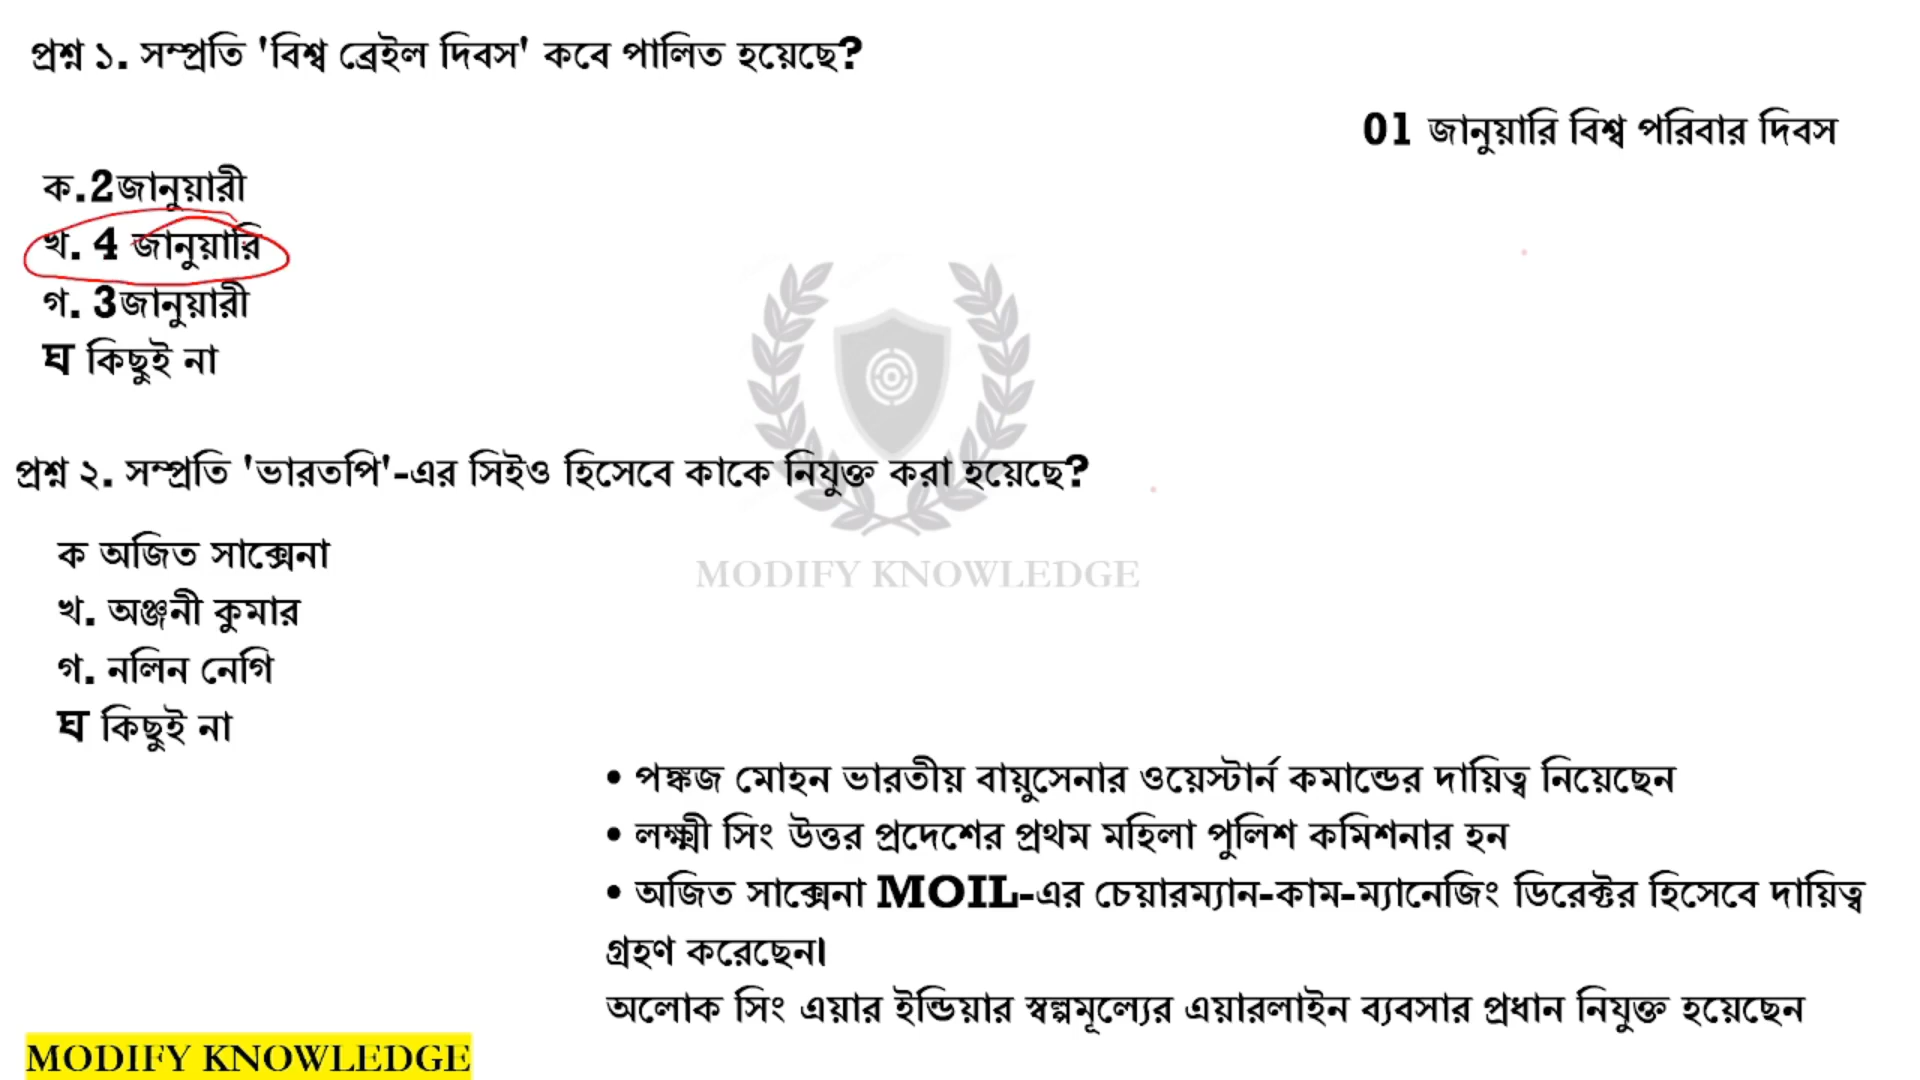 প্রশ্ন ১. সম্প্রতি 'বিশ্ব ব্রেইল দিবস' কবে পালিত হয়েছে?
01 জানুয়ারি বিশ্ব পরিবার দিবস
ক.2জানুয়ারী
খ. 4 জানুয়ারি
গ. 3জানুয়ারী
ঘ কিছুই না
প্রশ্ন ২. সম্প্রতি 'ভারতপি'-এর সিইও হিসেবে কাকে নিযুক্ত করা হয়েছে?
ক অজিত সাক্সেনা
MODIFY KNOWLEDGE
খ. অঞ্জনী কুমার
গ. নলিন নেগি
ঘ কিছুই না
• পঙ্কজ মোহন ভারতীয় বায়ুসেনার ওয়েস্টার্ন কমান্ডের দায়িত্ব নিয়েছেন
• লক্ষ্মী সিং উত্তর প্রদেশের প্রথম মহিলা পুলিশ কমিশনার হন
• অজিত সাক্সেনা MOIL-এর চেয়ারম্যান-কাম-ম্যানেজিং ডিরেক্টর হিসেবে দায়িত্ব
গ্রহণ করেছেন।
অলোক সিং এয়ার ইন্ডিয়ার স্বল্পমূল্যের এয়ারলাইন ব্যবসার প্রধান নিযুক্ত হয়েছেন
MODIFY KNOWLEDGE